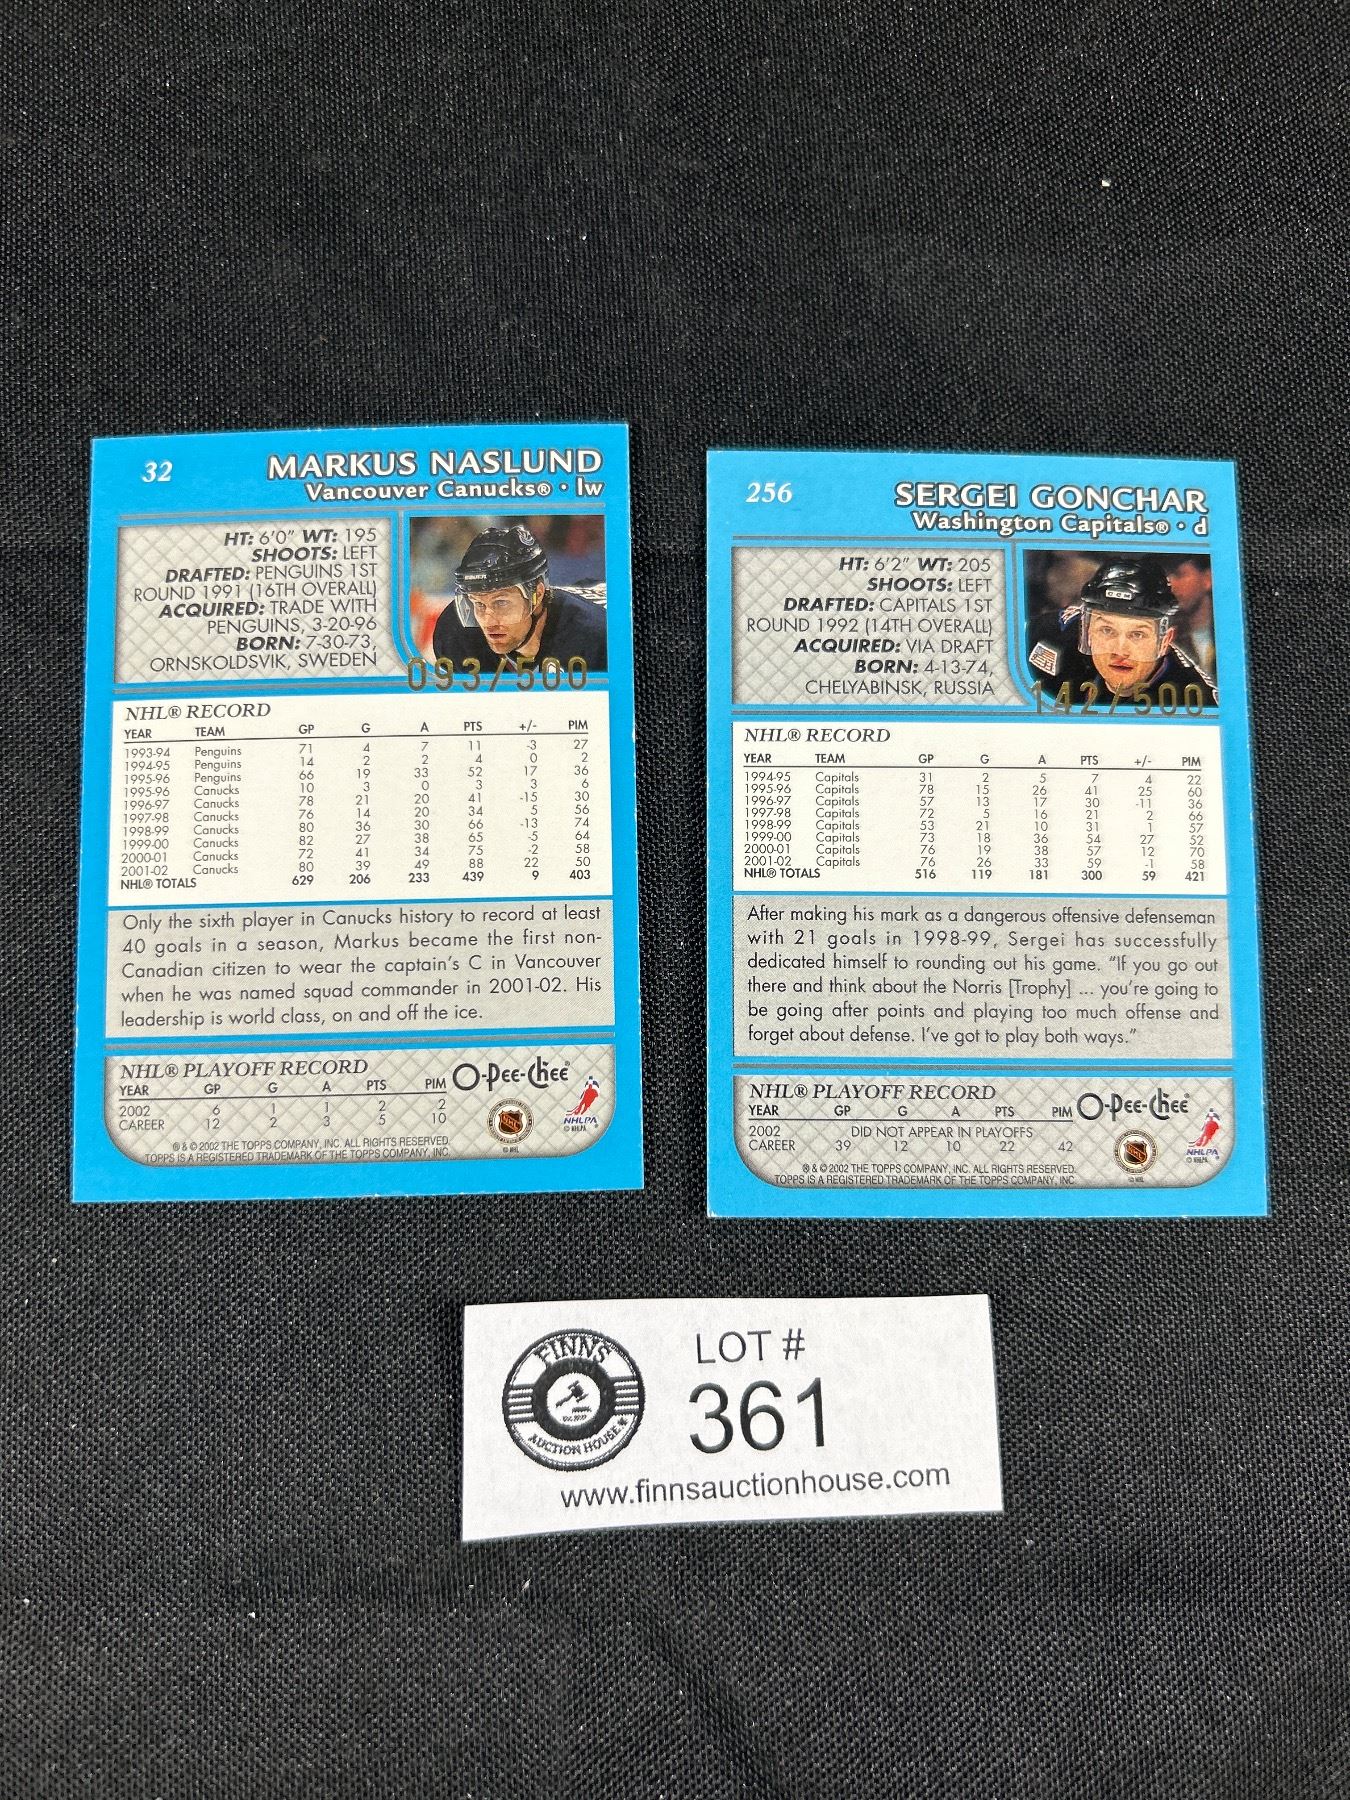 32
MARKUS NASLUND
Vancouver Canucks® • lw
HT: 6'0" WT: 195
SHOOTS: LEFT
DRAFTED: PENGUINS 1ST
ROUND 1991 (16TH OVERALL)
ACQUIRED: TRADE WITH
PENGUINS, 3-20-96
BORN: 7-30-73,
ORNSKOLDSVIK, SWEDEN
093/500
NHL® RECORD
YEAR TEAM GP G A PTS +/- PIM
1993-94 Penguins 71 4 7 11 -3 27
1994-95 Penguins 14 2 2 4 0 2
1995-96 Penguins 66 19 33 52 17 36
1995-96 Canucks 10 3 0 3 3 6
1996-97 Canucks 78 21 20 41 -15 30
1997-98 Canucks 76 14 20 34 5 56
1998-99 Canucks 80 36 30 66 -13 74
1999-00 Canucks 82 27 38 65 -5 64
2000-01 Canucks 72 41 34 75 -2 58
2001-02 Canucks 80 39 49 88 22 50
NHL® TOTALS 629 206 233 439 9 403
Only the sixth player in Canucks history to record at least
40 goals in a season, Markus became the first non-
Canadian citizen to wear the captain's C in Vancouver
when he was named squad commander in 2001-02. His
leadership is world class, on and off the ice.
NHL® PLAYOFF RECORD
YEAR GP G A PTS PIM
2002 6 1 1 2 2
CAREER 12 2 3 5 10
O-Pee-Chee®
NHLPA
© NHLPA
© NHL
® & © 2002 THE TOPPS COMPANY, INC. ALL RIGHTS RESERVED.
TOPPS IS A REGISTERED TRADEMARK OF THE TOPPS COMPANY, INC.
256
SERGEI GONCHAR
Washington Capitals® • d
HT: 6'2" WT: 205
SHOOTS: LEFT
DRAFTED: CAPITALS 1ST
ROUND 1992 (14TH OVERALL)
ACQUIRED: VIA DRAFT
BORN: 4-13-74,
CHELYABINSK, RUSSIA
CCM
142/500
NHL® RECORD
YEAR TEAM GP G A PTS +/- PIM
1994-95 Capitals 31 2 5 7 4 22
1995-96 Capitals 78 15 26 41 25 60
1996-97 Capitals 57 13 17 30 -11 36
1997-98 Capitals 72 5 16 21 2 66
1998-99 Capitals 53 21 10 31 1 57
1999-00 Capitals 73 18 36 54 27 52
2000-01 Capitals 76 19 38 57 12 70
2001-02 Capitals 76 26 33 59 -1 58
NHL® TOTALS 516 119 181 300 59 421
After making his mark as a dangerous offensive defenseman
with 21 goals in 1998-99, Sergei has successfully
dedicated himself to rounding out his game. "If you go out
there and think about the Norris [Trophy] ... you're going to
be going after points and playing too much offense and
forget about defense. I've got to play both ways."
NHL® PLAYOFF RECORD
YEAR GP G A PTS PIM
2002 DID NOT APPEAR IN PLAYOFFS
CAREER 39 12 10 22 42
O-Pee-Chee®
NHLPA
© NHLPA
© NHL
® & © 2002 THE TOPPS COMPANY, INC. ALL RIGHTS RESERVED.
TOPPS IS A REGISTERED TRADEMARK OF THE TOPPS COMPANY, INC.
FINNS
AUCTION HOUSE
LOT #
361
www.finnsauctionhouse.com